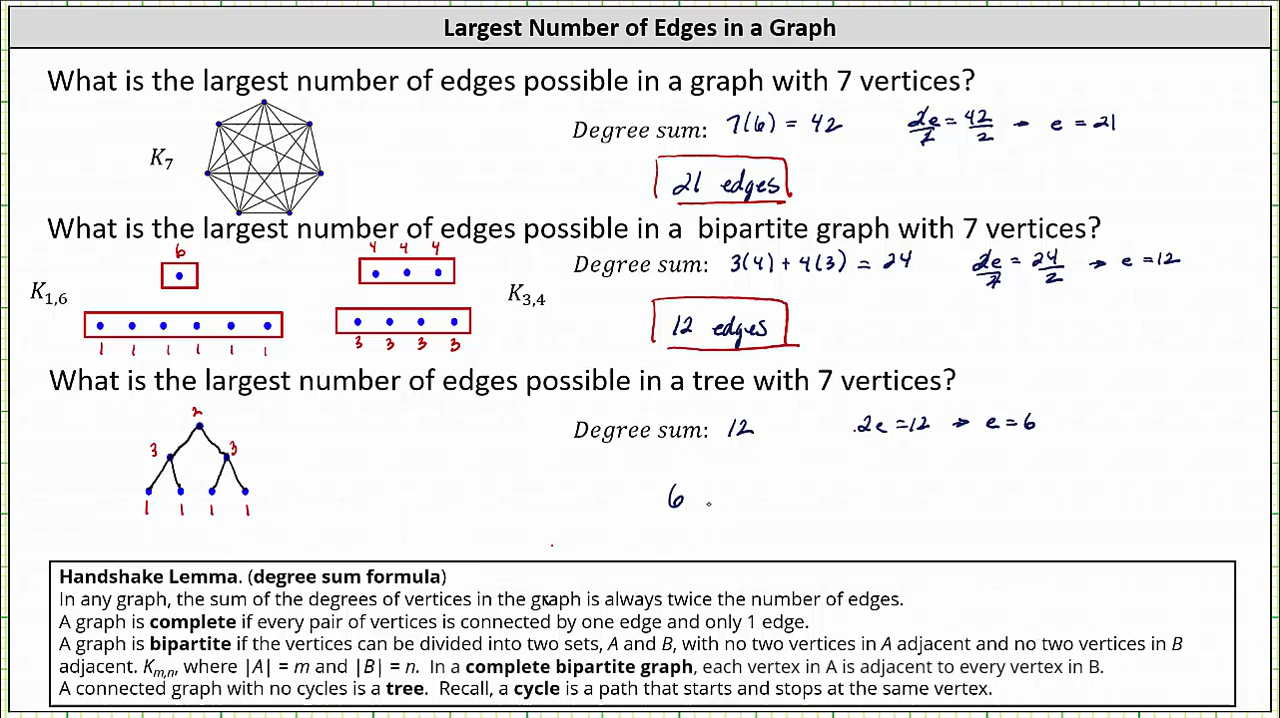 Largest Number of Edges in a Graph
What is the largest number of edges possible in a graph with 7 vertices?
K7
Degree sum: 7(6) = 42
2e/2 = 42/2 → e = 21
21 edges
What is the largest number of edges possible in a bipartite graph with 7 vertices?
6
4 4 4
K1,6
1 1 1 1 1 1
3 3 3 3
K3,4
Degree sum: 3(4) + 4(3) = 24
2e/2 = 24/2 → e = 12
12 edges
What is the largest number of edges possible in a tree with 7 vertices?
2
3 3
1 1 1 1
Degree sum: 12
2e = 12 → e = 6
6
Handshake Lemma. (degree sum formula)
In any graph, the sum of the degrees of vertices in the graph is always twice the number of edges.
A graph is complete if every pair of vertices is connected by one edge and only 1 edge.
A graph is bipartite if the vertices can be divided into two sets, A and B, with no two vertices in A adjacent and no two vertices in B
adjacent. Km,n, where |A| = m and |B| = n. In a complete bipartite graph, each vertex in A is adjacent to every vertex in B.
A connected graph with no cycles is a tree. Recall, a cycle is a path that starts and stops at the same vertex.